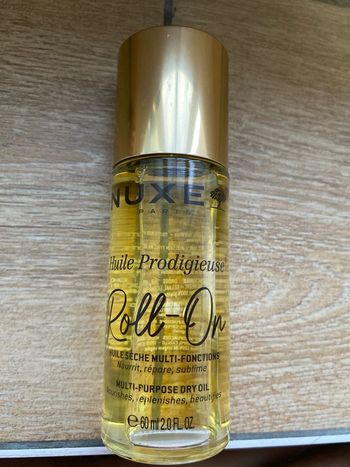 NUXE
PARIS
Huile Prodigieuse
Roll-On
HUILE SÈCHE MULTI-FONCTIONS
Nourrit, répare, sublime
MULTI-PURPOSE DRY OIL
Nourishes, replenishes, beautifies
℮ 60 ml 2.0 FL. OZ.